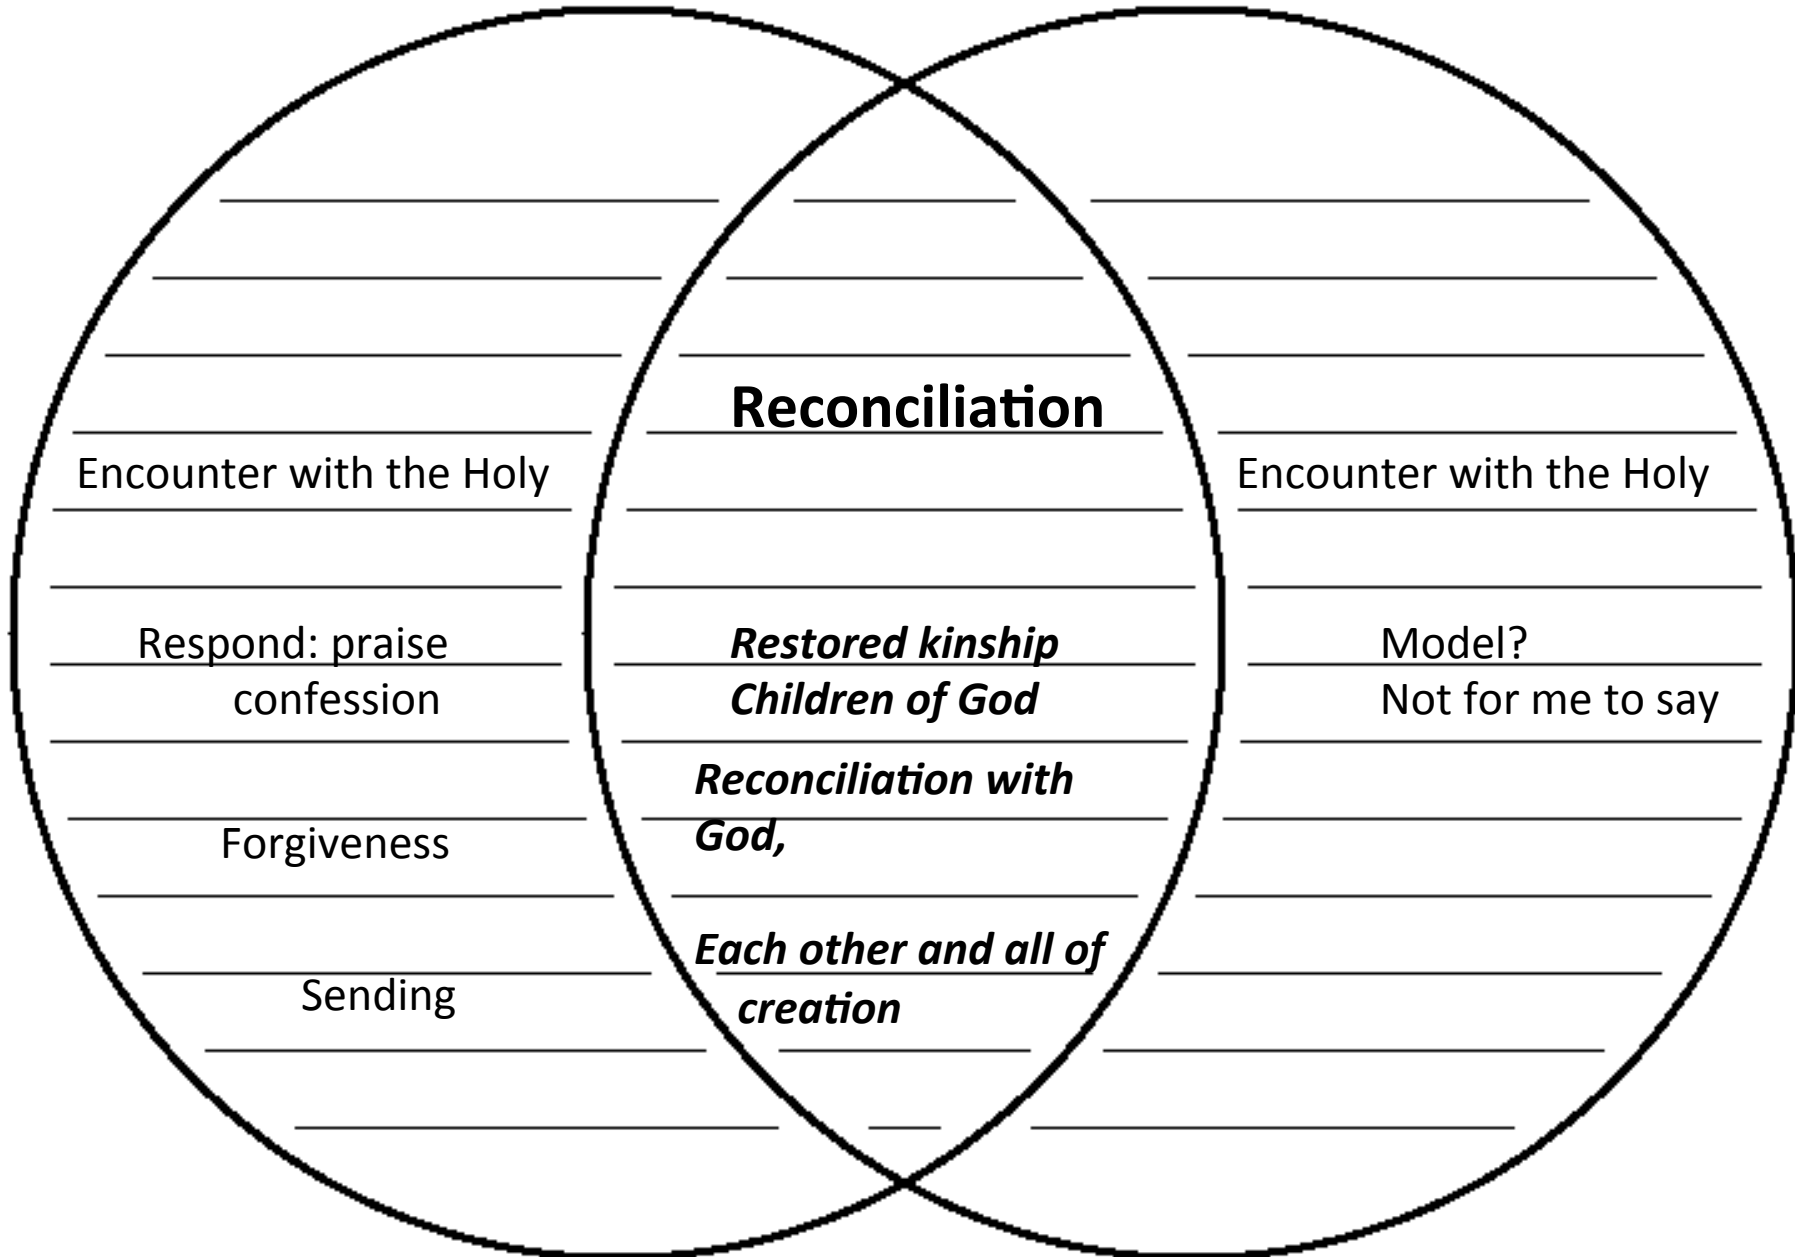 Reconciliation
Encounter with the Holy
Encounter with the Holy
Respond: praise
confession
Restored kinship
Children of God
Model?
Not for me to say
Reconciliation with
God,
Forgiveness
Each other and all of
creation
Sending